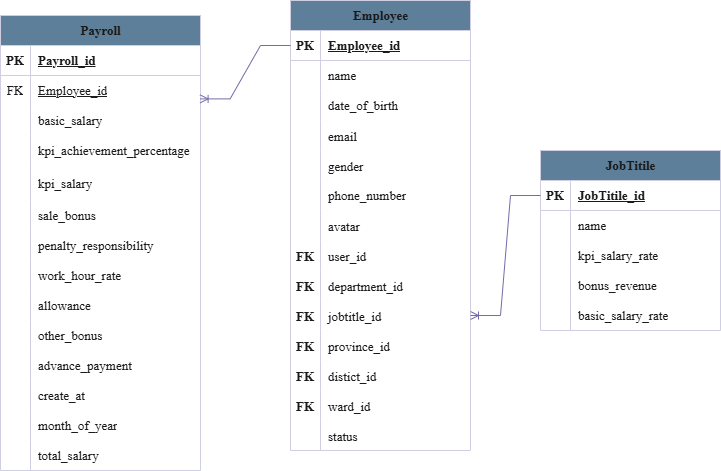 Payroll
PK Payroll_id
FK Employee_id
basic_salary
kpi_achievement_percentage
kpi_salary
sale_bonus
penalty_responsibility
work_hour_rate
allowance
other_bonus
advance_payment
create_at
month_of_year
total_salary
Employee
PK Employee_id
name
date_of_birth
email
gender
phone_number
avatar
FK user_id
FK department_id
FK jobtitle_id
FK province_id
FK distict_id
FK ward_id
status
JobTitile
PK JobTitile_id
name
kpi_salary_rate
bonus_revenue
basic_salary_rate